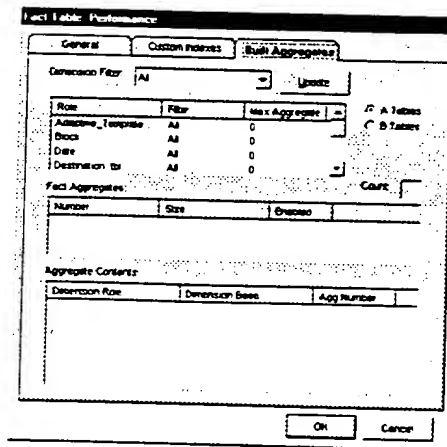 Fact Table Performance
General Custom Indexes Built Aggregates
Dimension Filter: All Update
Role Filter Max Aggregate
Adaptive_Template All 0
Block All 0
Date All 0
Destination tbl All 0
A Tables
B Tables
Count
Fact Aggregates:
Number Size Enabled
Aggregate Contents:
Dimension Role Dimension Base Agg Number
OK Cancel